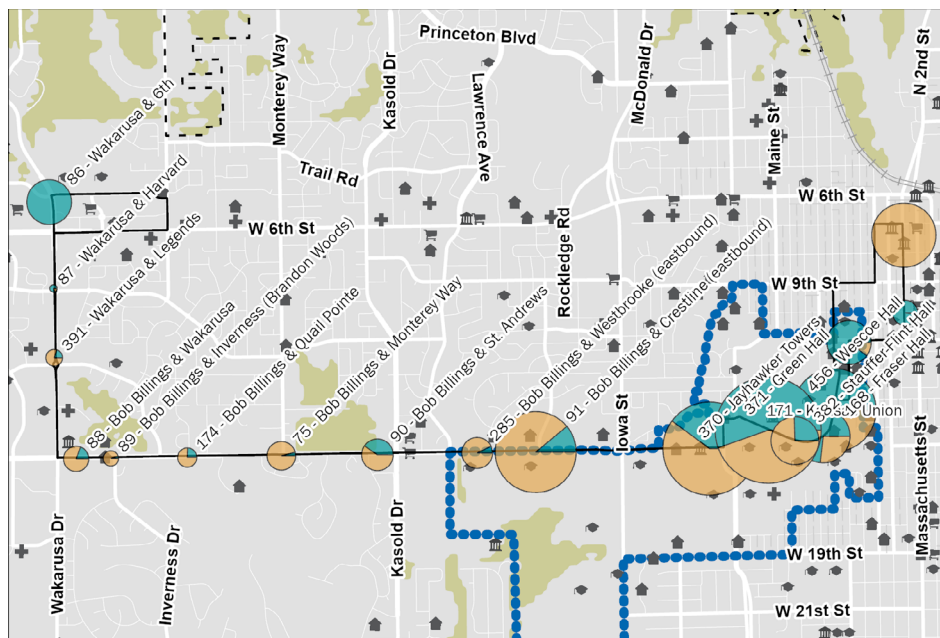 Princeton Blvd
Monterey Way
Kasold Dr
Lawrence Ave
McDonald Dr
Maine St
N 2nd St
Trail Rd
W 6th St
W 6th St
Rockledge Rd
W 9th St
86 - Wakarusa & 6th
87 - Wakarusa & Harvard
391 - Wakarusa & Legends
88 - Bob Billings & Wakarusa
89 - Bob Billings & Inverness (Brandon Woods)
174 - Bob Billings & Quail Pointe
75 - Bob Billings & Monterey Way
90 - Bob Billings & St. Andrews
285 - Bob Billings & Westbrooke (eastbound)
91 - Bob Billings & Crestline (eastbound)
370 - Jayhawker Towers
371 - Green Hall
171 - Union
456 - Wescoe Hall
382 - Stauffer-Flint Hall
168 - Fraser Hall
Iowa St
Massachusetts St
Wakarusa Dr
Inverness Dr
Kasold Dr
W 19th St
W 21st St